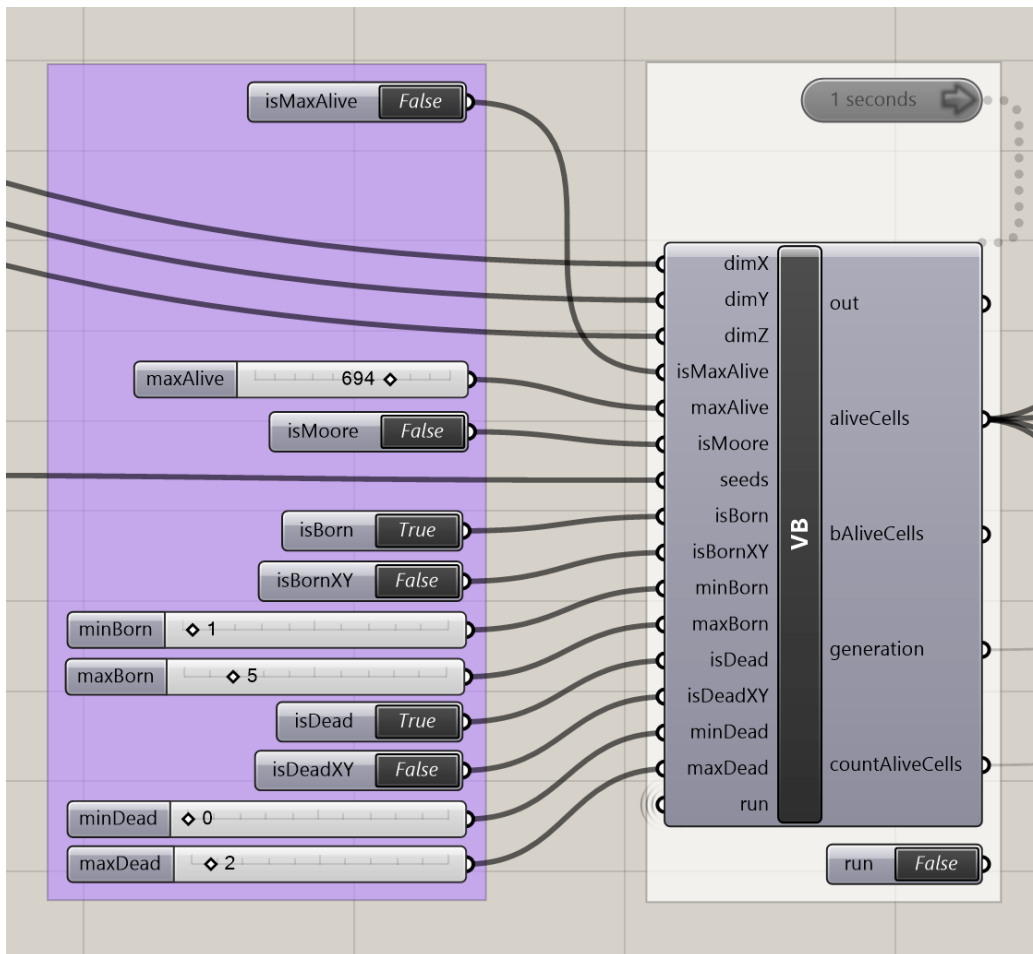 isMaxAlive False
maxAlive 694
isMoore False
isBorn True
isBornXY False
minBorn 1
maxBorn 5
isDead True
isDeadXY False
minDead 0
maxDead 2
1 seconds
dimX
dimY
dimZ
isMaxAlive
maxAlive
isMoore
seeds
isBorn
isBornXY
minBorn
maxBorn
isDead
isDeadXY
minDead
maxDead
run
VB
out
aliveCells
bAliveCells
generation
countAliveCells
run False